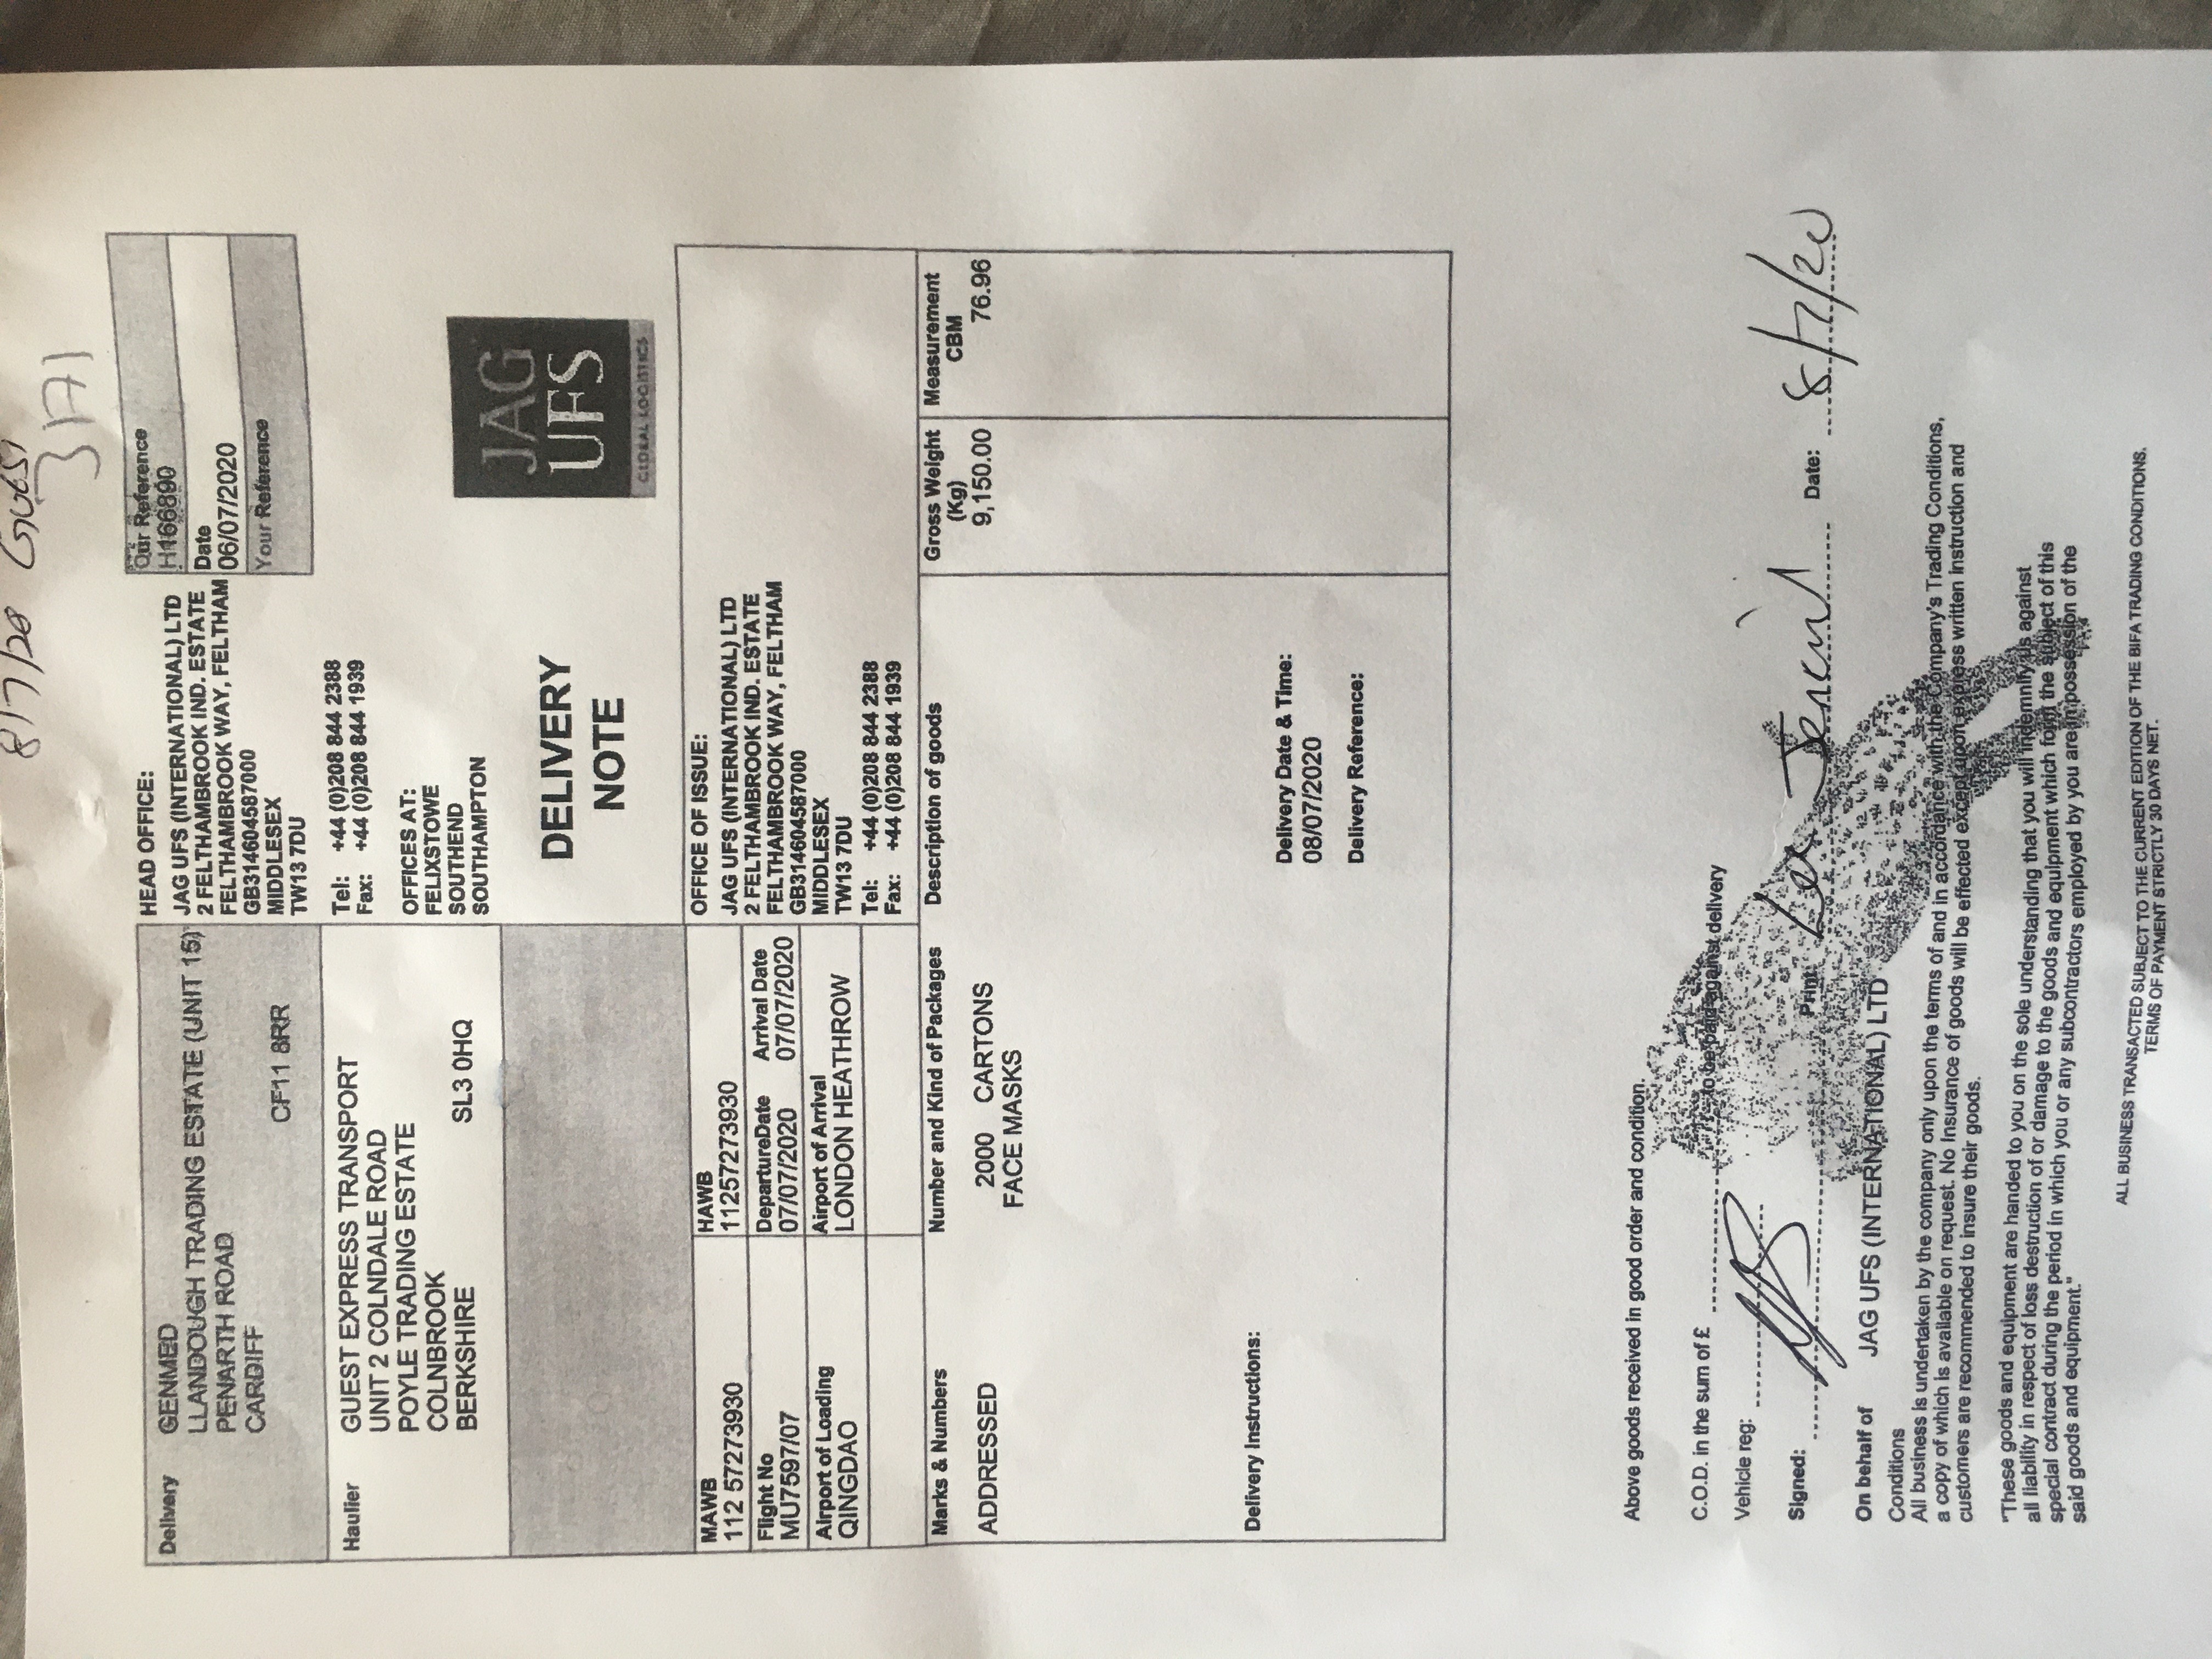 8/7/20 GUEST
3171
Delivery GENMED
LLANDOUGH TRADING ESTATE (UNIT 15)
PENARTH ROAD
CARDIFF
CF11 8RR
HEAD OFFICE:
JAG UFS (INTERNATIONAL) LTD
2 FELTHAMBROOK IND. ESTATE
FELTHAMBROOK WAY, FELTHAM
GB314604587000
MIDDLESEX
TW13 7DU
Our Reference
H1668890
Date
06/07/2020
Your Reference
Haulier GUEST EXPRESS TRANSPORT
UNIT 2 COLNDALE ROAD
POYLE TRADING ESTATE
COLNBROOK
BERKSHIRE SL3 0HQ
Tel: +44 (0)208 844 2388
Fax: +44 (0)208 844 1939
OFFICES AT:
FELIXSTOWE
SOUTHEND
SOUTHAMPTON
JAG
UFS
GLOBAL LOGISTICS
DELIVERY
NOTE
MAWB HAWB
112 57273930 11257273930
Flight No DepartureDate Arrival Date
MU7597/07 07/07/2020 07/07/2020
Airport of Loading Airport of Arrival
QINGDAO LONDON HEATHROW
OFFICE OF ISSUE:
JAG UFS (INTERNATIONAL) LTD
2 FELTHAMBROOK IND. ESTATE
FELTHAMBROOK WAY, FELTHAM
GB314604587000
MIDDLESEX
TW13 7DU
Tel: +44 (0)208 844 2388
Fax: +44 (0)208 844 1939
Marks & Numbers Number and Kind of Packages Description of goods Gross Weight (Kg) Measurement CBM
ADDRESSED 2000 CARTONS 9,150.00 76.96
FACE MASKS
Delivery Instructions:
Delivery Date & Time:
08/07/2020
Delivery Reference:
Above goods received in good order and condition.
C.O.D. in the sum of £ to be paid against delivery
Vehicle reg:
Signed: Print: Date: 8/7/20
On behalf of JAG UFS (INTERNATIONAL) LTD
Conditions
All business is undertaken by the company only upon the terms of and in accordance with the Company's Trading Conditions,
a copy of which is available on request. No Insurance of goods will be effected except upon express written instruction and
customers are recommended to insure their goods.
"These goods and equipment are handed to you on the sole understanding that you will indemnify us against
all liability in respect of loss destruction of or damage to the goods and equipment which form the subject of this
special contract during the period in which you or any subcontractors employed by you are in possession of the
said goods and equipment."
ALL BUSINESS TRANSACTED SUBJECT TO THE CURRENT EDITION OF THE BIFA TRADING CONDITIONS.
TERMS OF PAYMENT STRICTLY 30 DAYS NET.